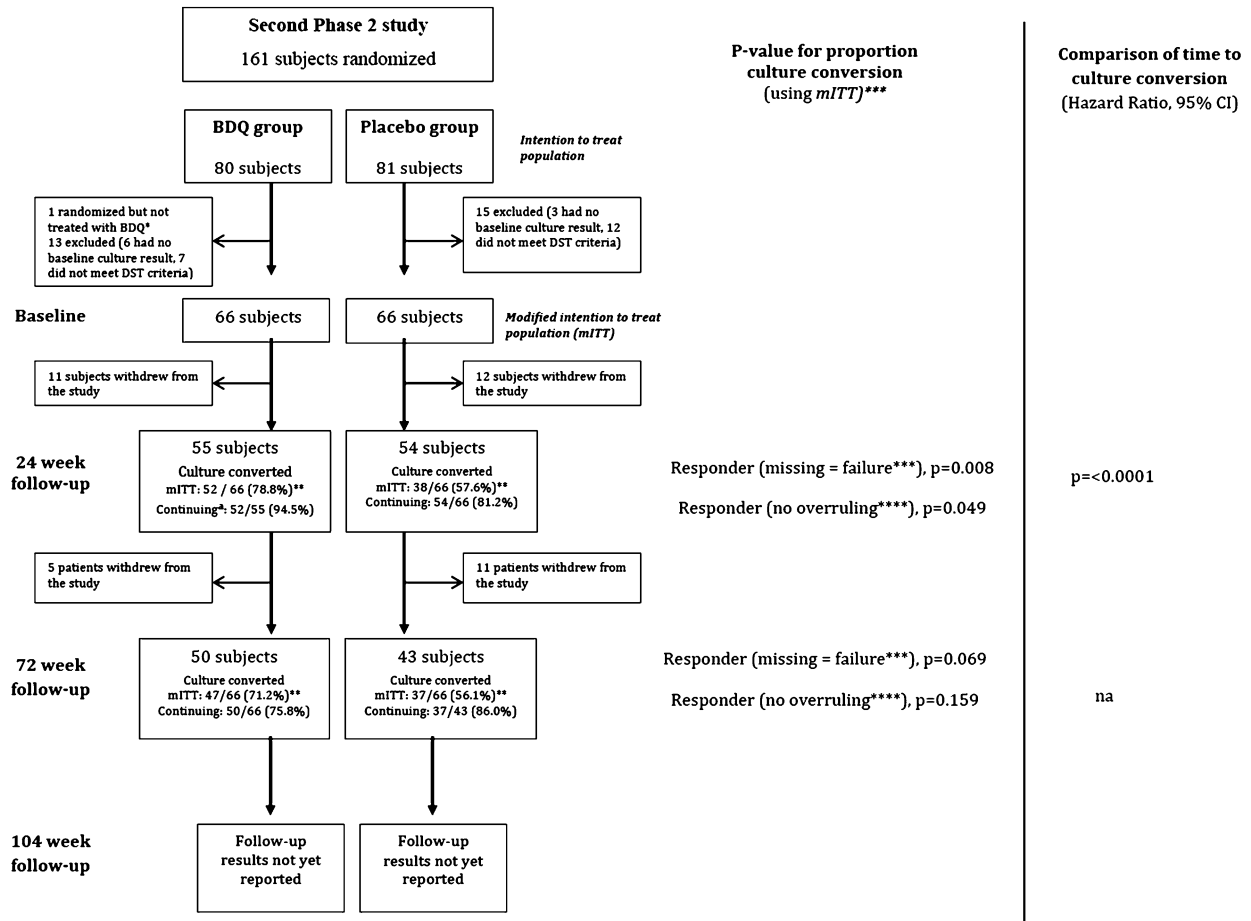 Second Phase 2 study
161 subjects randomized
P-value for proportion
culture conversion
(using mITT)***
Comparison of time to
culture conversion
(Hazard Ratio, 95% CI)
BDQ group
80 subjects
Placebo group
81 subjects
Intention to treat
population
1 randomized but not
treated with BDQ*
13 excluded (6 had no
baseline culture result, 7
did not meet DST criteria)
15 excluded (3 had no
baseline culture result, 12
did not meet DST criteria)
Baseline
66 subjects
66 subjects
Modified intention to treat
population (mITT)
11 subjects withdrew from
the study
12 subjects withdrew from
the study
24 week
follow-up
55 subjects
Culture converted
mITT: 52 / 66 (78.8%)**
Continuingª: 52/55 (94.5%)
54 subjects
Culture converted
mITT: 38/66 (57.6%)**
Continuing: 54/66 (81.2%)
Responder (missing = failure***), p=0.008
Responder (no overruling****), p=0.049
p=<0.0001
5 patients withdrew from
the study
11 patients withdrew from
the study
72 week
follow-up
50 subjects
Culture converted
mITT: 47/66 (71.2%)**
Continuing: 50/66 (75.8%)
43 subjects
Culture converted
mITT: 37/66 (56.1%)**
Continuing: 37/43 (86.0%)
Responder (missing = failure***), p=0.069
Responder (no overruling****), p=0.159
na
104 week
follow-up
Follow-up
results not yet
reported
Follow-up
results not yet
reported